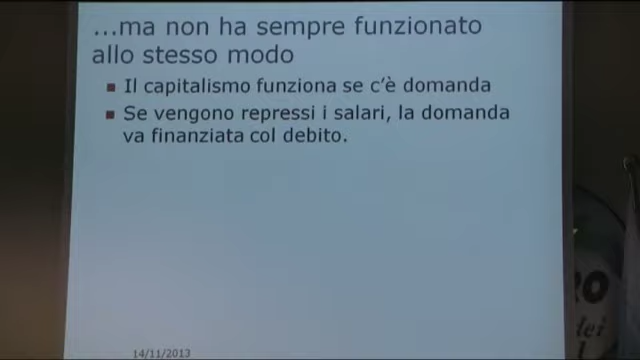 ...ma non ha sempre funzionato
allo stesso modo
Il capitalismo funziona se c'è domanda
Se vengono repressi i salari, la domanda
va finanziata col debito.
14/11/2013
dei